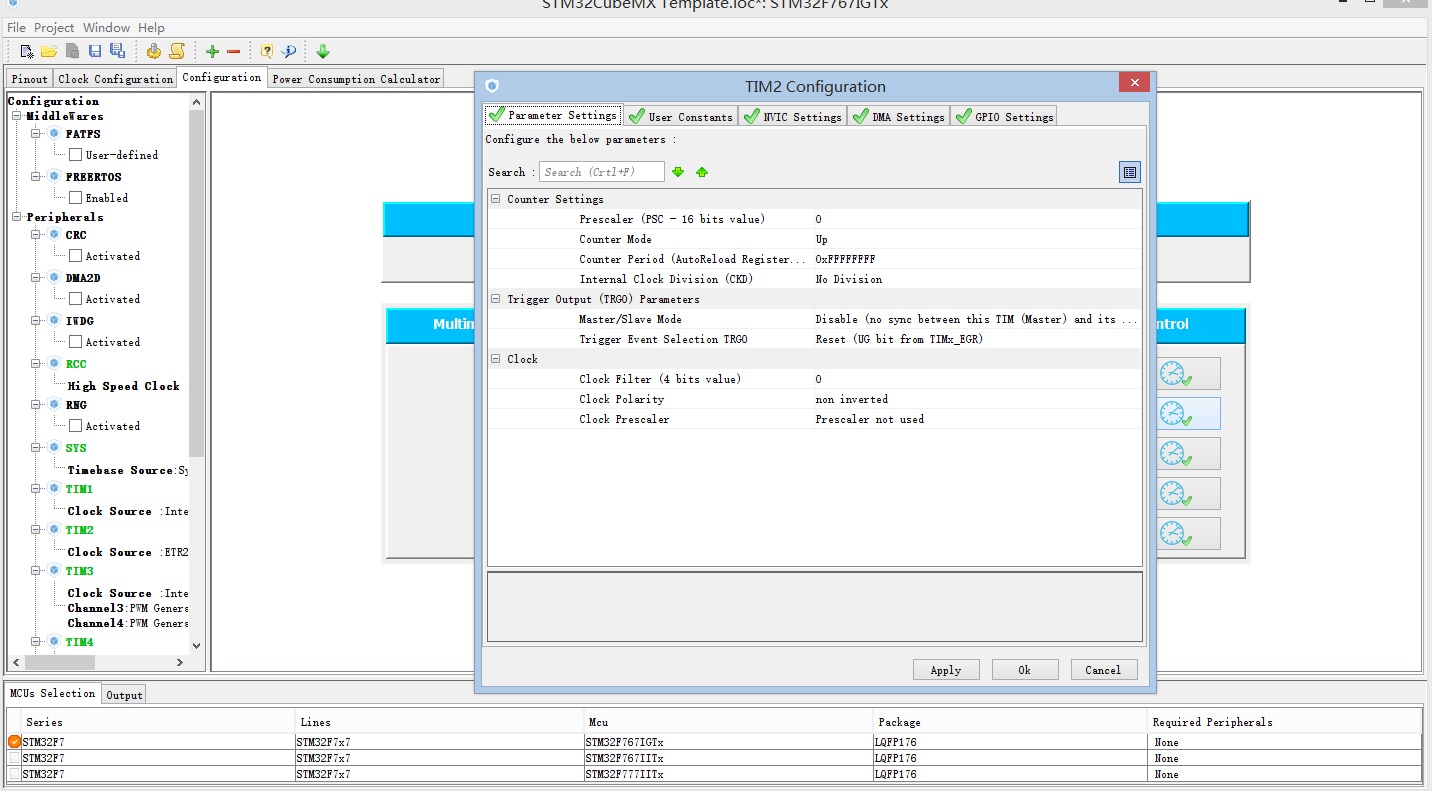 STM32CubeMX Template.ioc*: STM32F767IGTx
File Project Window Help
Pinout Clock Configuration Configuration Power Consumption Calculator
Configuration
MiddleWares
FATFS
User-defined
FREERTOS
Enabled
Peripherals
CRC
Activated
DMA2D
Activated
IWDG
Activated
RCC
High Speed Clock
RNG
Activated
SYS
Timebase Source:Sy
TIM1
Clock Source :Inte
TIM2
Clock Source :ETR2
TIM3
Clock Source :Inte
Channel3:PWM Genera
Channel4:PWM Genera
TIM4
Multim
ntrol
TIM2 Configuration
Parameter Settings User Constants NVIC Settings DMA Settings GPIO Settings
Configure the below parameters :
Search : Search (Crtl+F)
Counter Settings
Prescaler (PSC - 16 bits value) 0
Counter Mode Up
Counter Period (AutoReload Register... 0xFFFFFFFF
Internal Clock Division (CKD) No Division
Trigger Output (TRGO) Parameters
Master/Slave Mode Disable (no sync between this TIM (Master) and its ...
Trigger Event Selection TRGO Reset (UG bit from TIMx_EGR)
Clock
Clock Filter (4 bits value) 0
Clock Polarity non inverted
Clock Prescaler Prescaler not used
Apply Ok Cancel
MCUs Selection Output
Series Lines Mcu Package Required Peripherals
STM32F7 STM32F7x7 STM32F767IGTx LQFP176 None
STM32F7 STM32F7x7 STM32F767IITx LQFP176 None
STM32F7 STM32F7x7 STM32F777IITx LQFP176 None